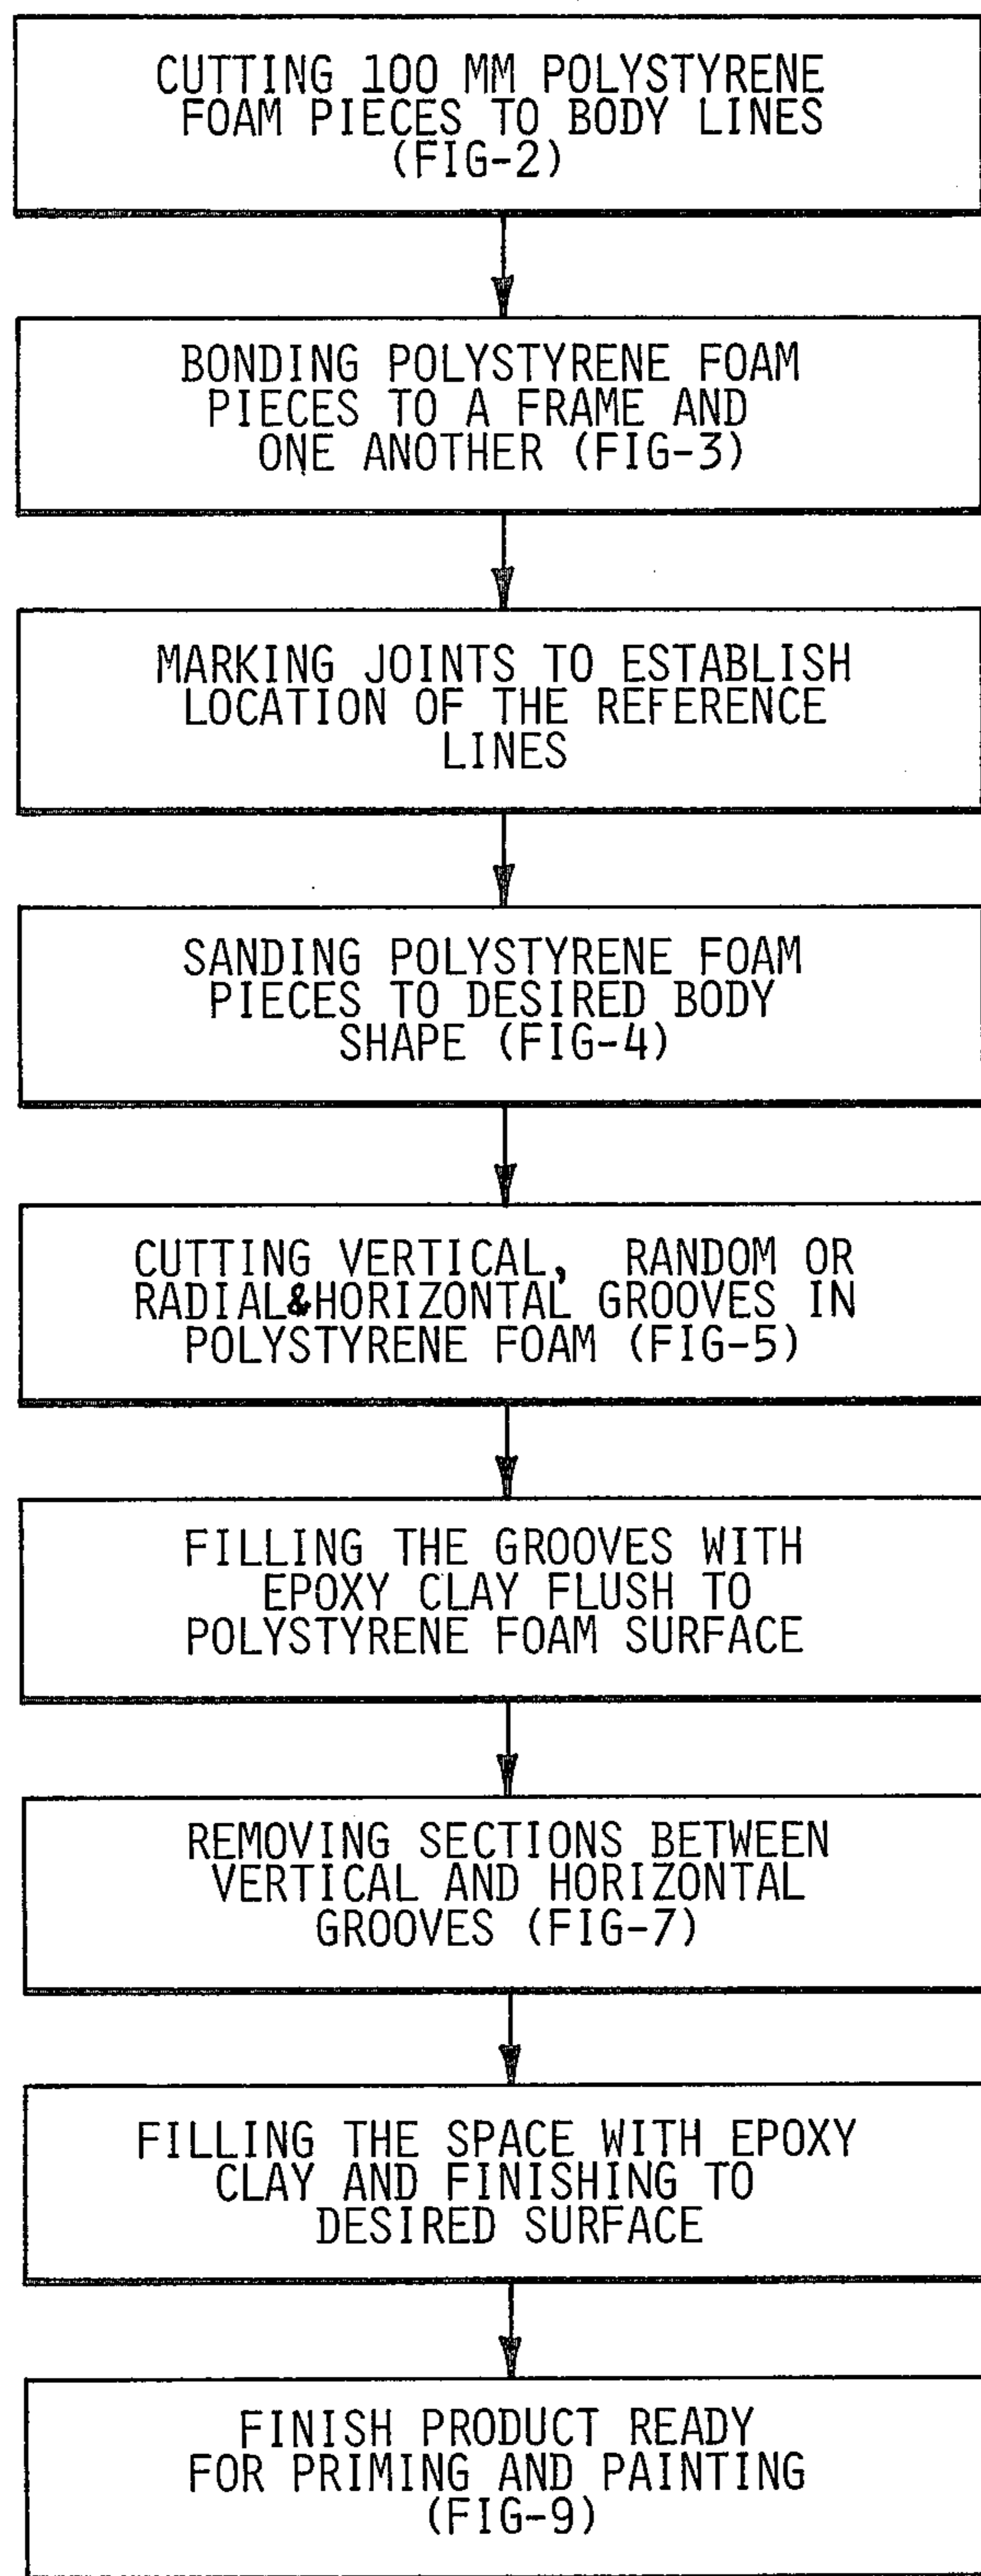 CUTTING 100 MM POLYSTYRENE
FOAM PIECES TO BODY LINES
(FIG-2)
BONDING POLYSTYRENE FOAM
PIECES TO A FRAME AND
ONE ANOTHER (FIG-3)
MARKING JOINTS TO ESTABLISH
LOCATION OF THE REFERENCE
LINES
SANDING POLYSTYRENE FOAM
PIECES TO DESIRED BODY
SHAPE (FIG-4)
CUTTING VERTICAL, RANDOM OR
RADIAL&HORIZONTAL GROOVES IN
POLYSTYRENE FOAM (FIG-5)
FILLING THE GROOVES WITH
EPOXY CLAY FLUSH TO
POLYSTYRENE FOAM SURFACE
REMOVING SECTIONS BETWEEN
VERTICAL AND HORIZONTAL
GROOVES (FIG-7)
FILLING THE SPACE WITH EPOXY
CLAY AND FINISHING TO
DESIRED SURFACE
FINISH PRODUCT READY
FOR PRIMING AND PAINTING
(FIG-9)